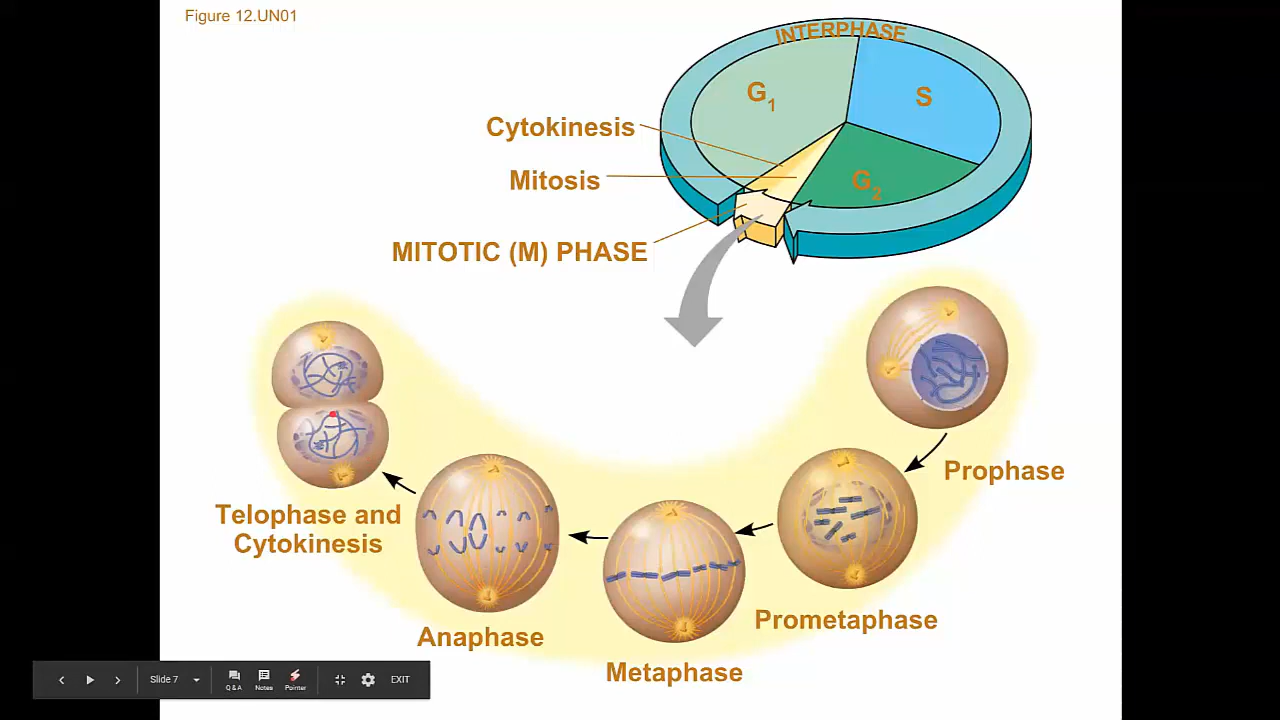 Figure 12.UN01
INTERPHASE
G1
S
Cytokinesis
Mitosis
G2
MITOTIC (M) PHASE
Prophase
Telophase and
Cytokinesis
Prometaphase
Anaphase
Metaphase
Slide 7
Q & A
Notes
Pointer
EXIT